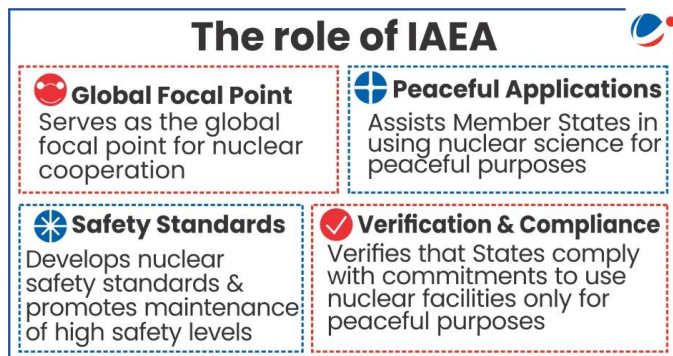 The role of IAEA
Global Focal Point
Serves as the global
focal point for nuclear
cooperation
Peaceful Applications
Assists Member States in
using nuclear science for
peaceful purposes
Safety Standards
Develops nuclear
safety standards &
promotes maintenance
of high safety levels
Verification & Compliance
Verifies that States comply
with commitments to use
nuclear facilities only for
peaceful purposes